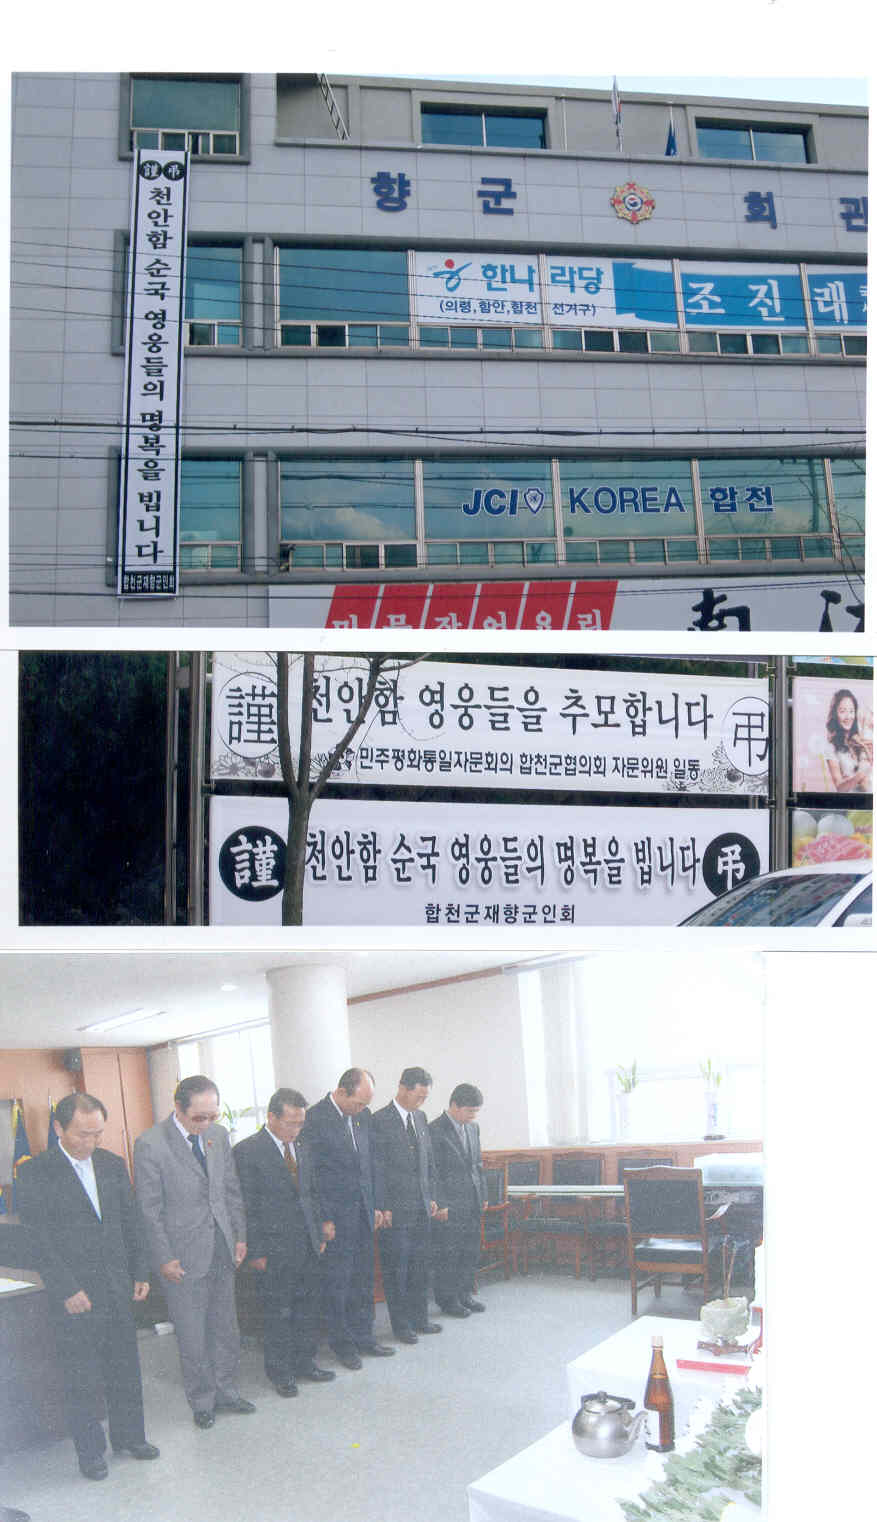 謹弔
천안함 순국 영웅들의 명복을 빕니다
합천군재향군인회
향군회관
한나라당
(의령,함안,합천 선거구)
조진래
JCI KOREA 합천
謹 천안함 영웅들을 추모합니다 弔
민주평화통일자문회의 합천군협의회 자문위원 일동
謹 천안함 순국 영웅들의 명복을 빕니다 弔
합천군재향군인회